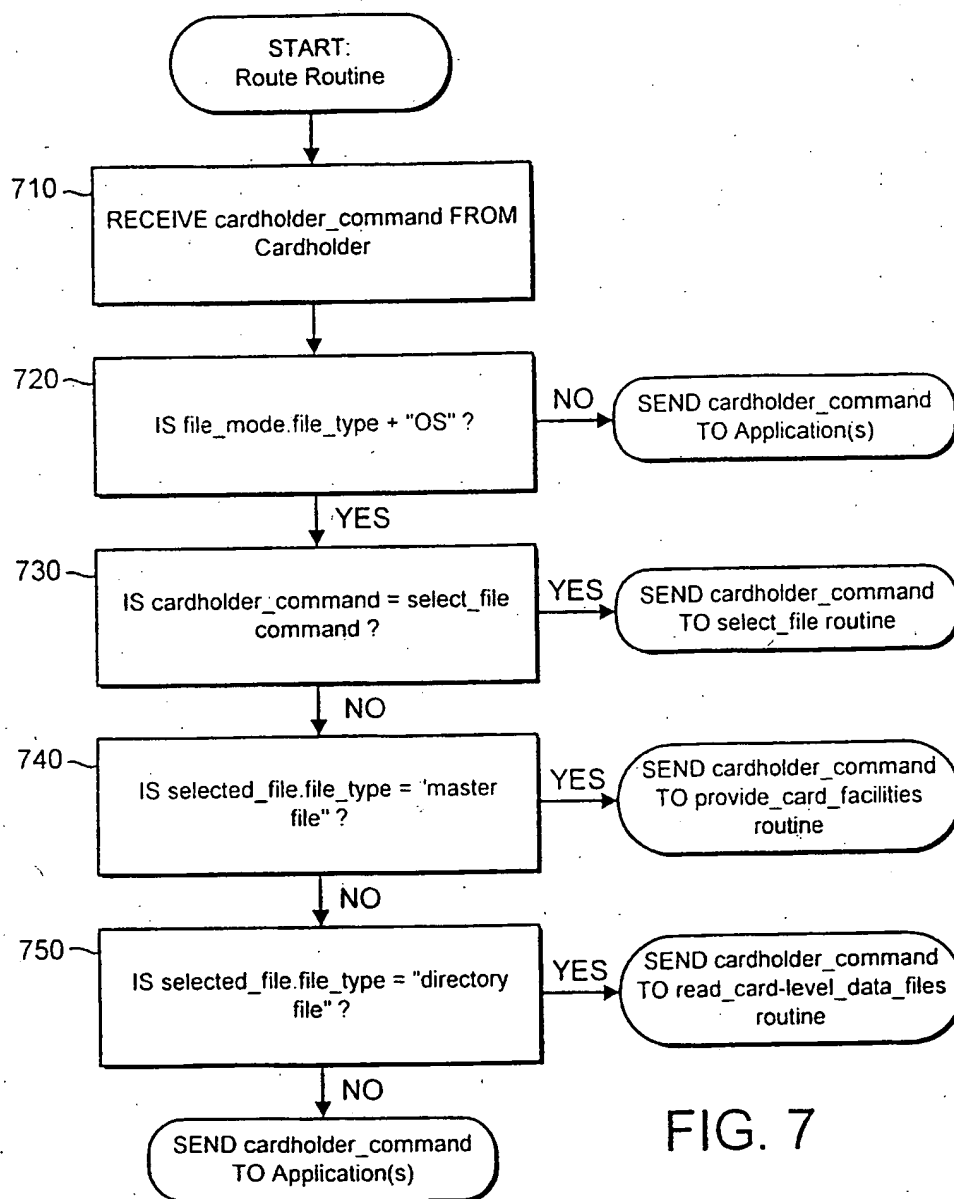 START:
Route Routine
710
RECEIVE cardholder_command FROM
Cardholder
720
IS file_mode.file_type + "OS" ?
NO
SEND cardholder_command
TO Application(s)
YES
730
IS cardholder_command = select_file
command ?
YES
SEND cardholder_command
TO select_file routine
NO
740
IS selected_file.file_type = "master
file" ?
YES
SEND cardholder_command
TO provide_card_facilities
routine
NO
750
IS selected_file.file_type = "directory
file" ?
YES
SEND cardholder_command
TO read_card-level_data_files
routine
NO
SEND cardholder_command
TO Application(s)
FIG. 7